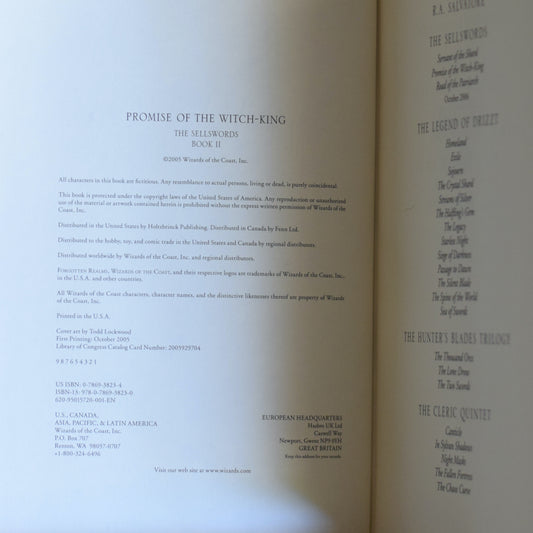 PROMISE OF THE WITCH-KING
THE SELLSWORDS
BOOK II
©2005 Wizards of the Coast, Inc.
All characters in this book are fictitious. Any resemblance to actual persons, living or dead, is purely coincidental.
This book is protected under the copyright laws of the United States of America. Any reproduction or unauthorized
use of the material or artwork contained herein is prohibited without the express written permission of Wizards of the
Coast, Inc.
Distributed in the United States by Holtzbrinck Publishing. Distributed in Canada by Fenn Ltd.
Distributed to the hobby, toy, and comic trade in the United States and Canada by regional distributors.
Distributed worldwide by Wizards of the Coast, Inc. and regional distributors.
FORGOTTEN REALMS, WIZARDS OF THE COAST, and their respective logos are trademarks of Wizards of the Coast, Inc.,
in the U.S.A. and other countries.
All Wizards of the Coast characters, character names, and the distinctive likenesses thereof are property of Wizards
of the Coast, Inc.
Printed in the U.S.A.
Cover art by Todd Lockwood
First Printing: October 2005
Library of Congress Catalog Card Number: 2005925704
9 8 7 6 5 4 3 2 1
US ISBN: 0-7869-3823-4
ISBN-13: 978-0-7869-3823-0
620-95015720-001-EN
U.S., CANADA,
ASIA, PACIFIC, & LATIN AMERICA
Wizards of the Coast, Inc.
P.O. Box 707
Renton, WA 98057-0707
+1-800-324-6496
EUROPEAN HEADQUARTERS
Hasbro UK Ltd
Caswell Way
Newport, Gwent NP9 0YH
GREAT BRITAIN
Keep this address for your records.
Visit our web site at www.wizards.com
R.A. SALVATORE
THE SELLSWORDS
Servant of the Shard
Promise of the Witch-King
Road of the Patriarch
October 2006
THE LEGEND OF DRIZZT
Homeland
Exile
Sojourn
The Crystal Shard
Streams of Silver
The Halfling's Gem
The Legacy
Starless Night
Siege of Darkness
Passage to Dawn
The Silent Blade
The Spine of the World
Sea of Swords
THE HUNTER'S BLADES TRILOGY
The Thousand Orcs
The Lone Drow
The Two Swords
THE CLERIC QUINTET
Canticle
In Sylvan Shadows
Night Masks
The Fallen Fortress
The Chaos Curse